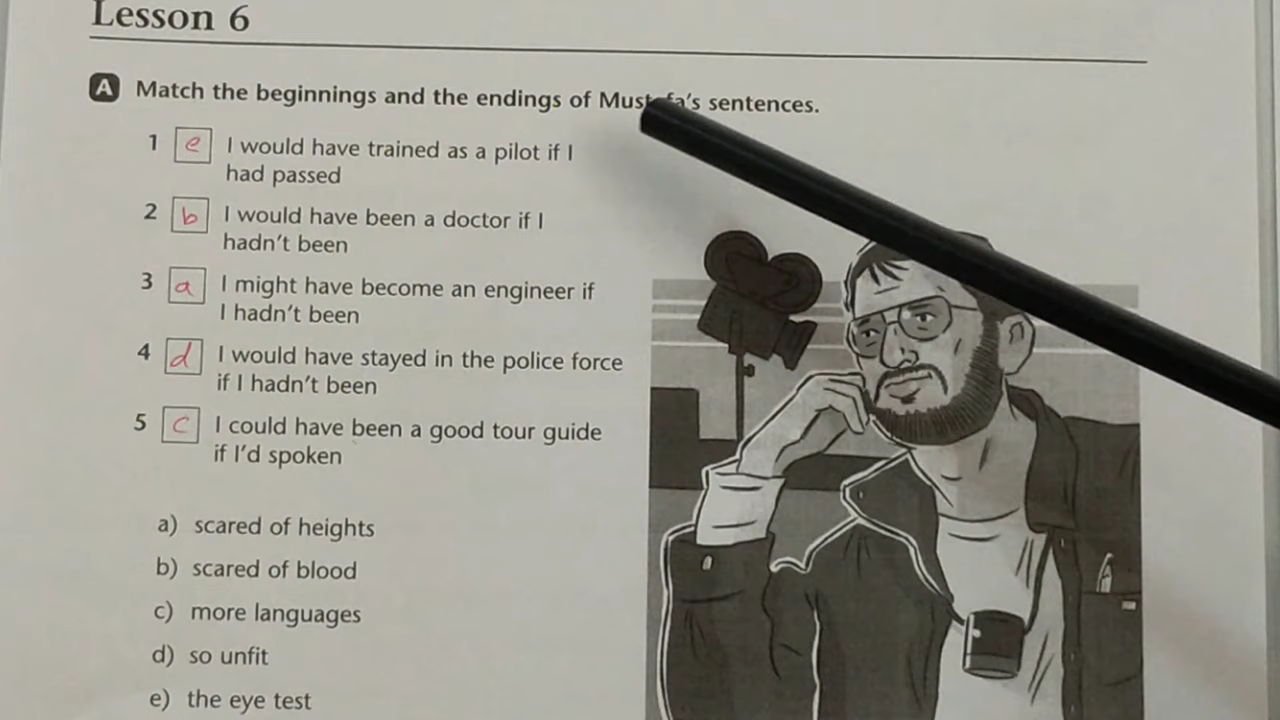 Lesson 6
A Match the beginnings and the endings of Mustafa's sentences.
1 e I would have trained as a pilot if I
had passed
2 b I would have been a doctor if I
hadn't been
3 a I might have become an engineer if
I hadn't been
4 d I would have stayed in the police force
if I hadn't been
5 c I could have been a good tour guide
if I'd spoken
a) scared of heights
b) scared of blood
c) more languages
d) so unfit
e) the eye test